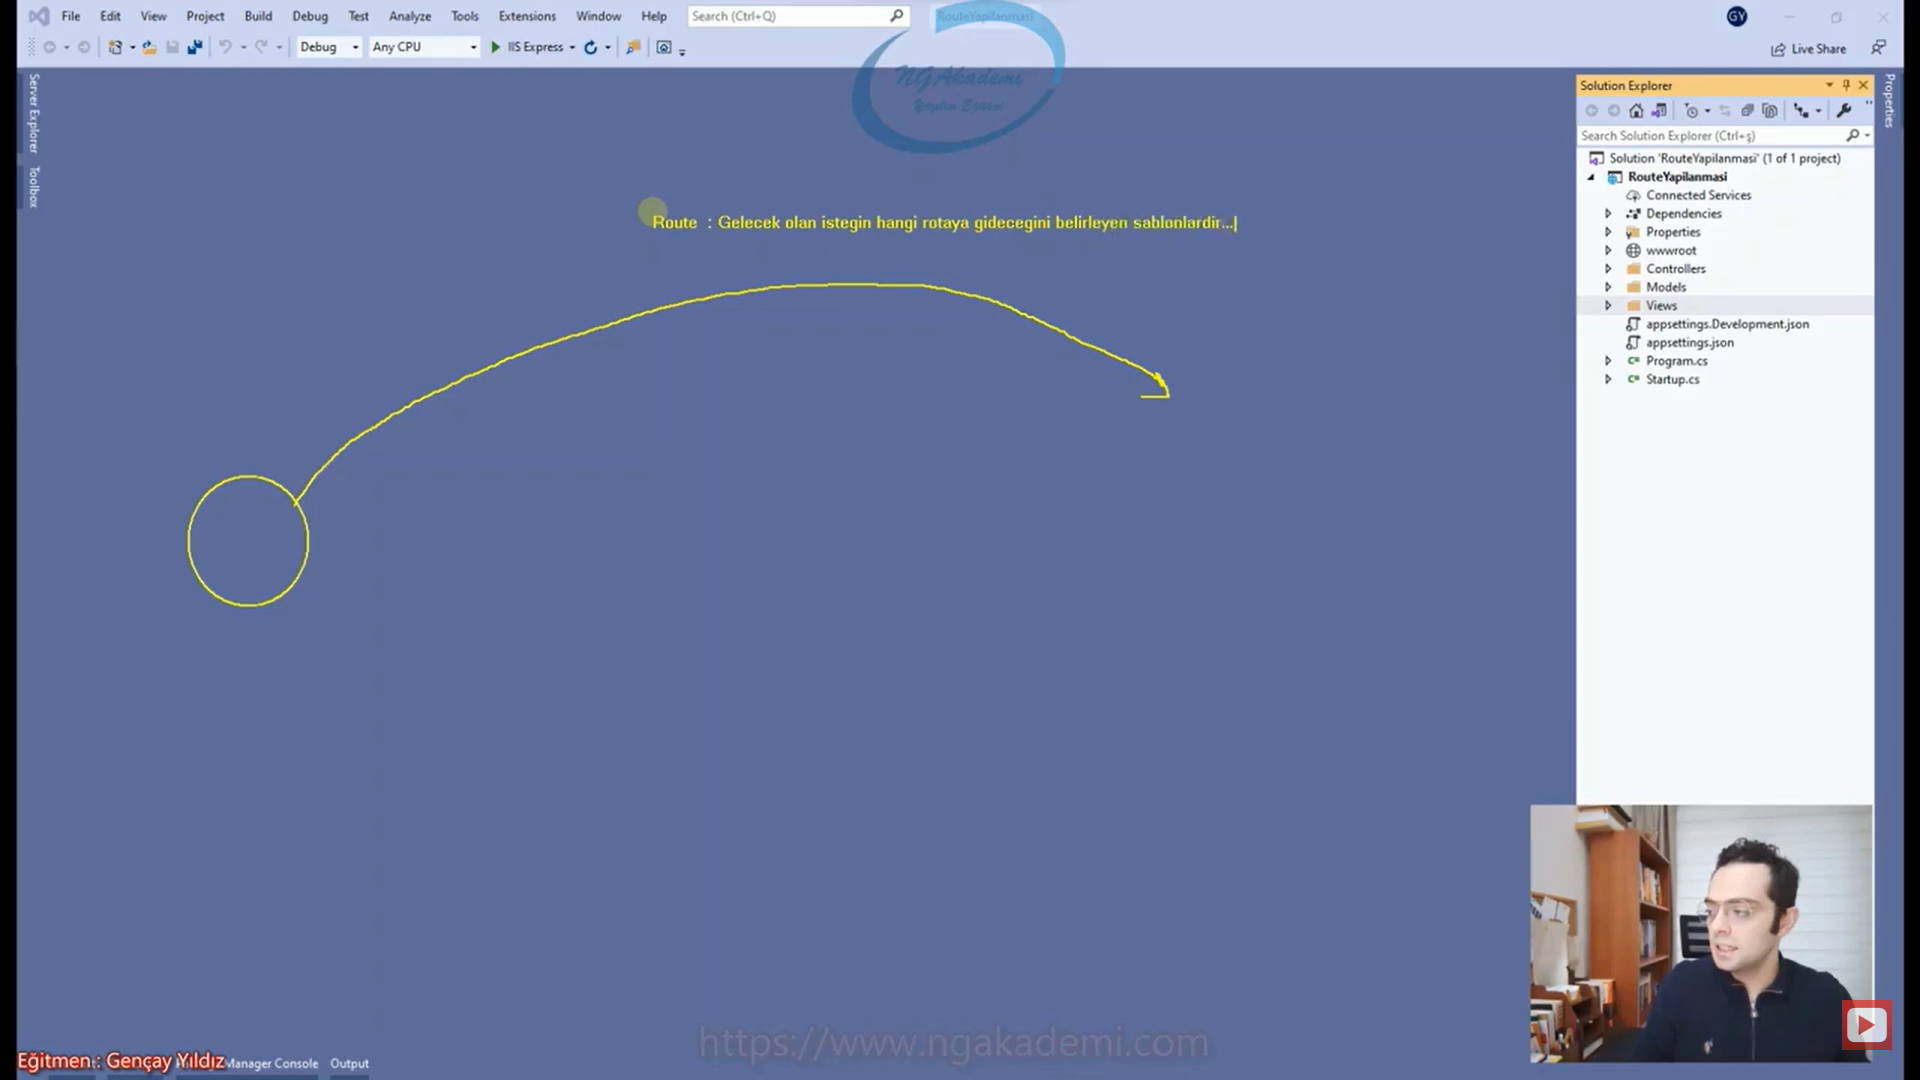 File Edit View Project Build Debug Test Analyze Tools Extensions Window Help Search (Ctrl+Q) RouteYapilanmasi GY
Debug Any CPU IIS Express Live Share
NGAkademi
Yazılım Eğitimi
Server Explorer
Toolbox
Solution Explorer
Properties
Search Solution Explorer (Ctrl+ş)
Solution 'RouteYapilanmasi' (1 of 1 project)
RouteYapilanmasi
Connected Services
Dependencies
Properties
wwwroot
Controllers
Models
Views
appsettings.Development.json
appsettings.json
Program.cs
Startup.cs
Route : Gelecek olan istegin hangi rotaya gidecegini belirleyen sablonlardir...
https://www.ngakademi.com
Eğitmen : Gençay Yıldız Manager Console Output